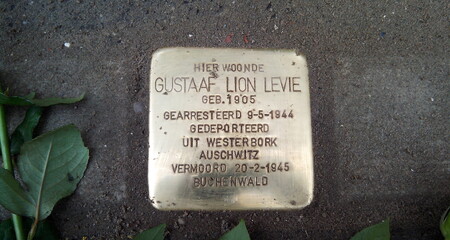 HIER WOONDE
GUSTAAF LION LEVIE
GEB. 1905
GEARRESTEERD 9-5-1944
GEDEPORTEERD
UIT WESTERBORK
AUSCHWITZ
VERMOORD 20-2-1945
BUCHENWALD